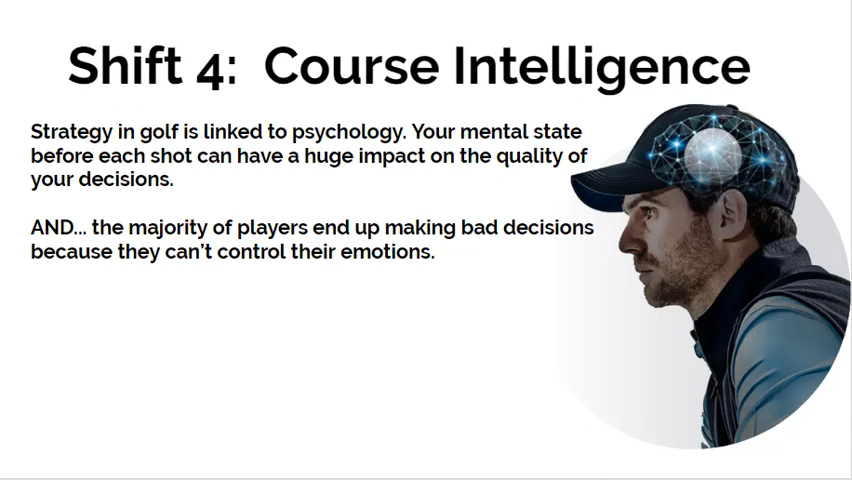 Shift 4:  Course Intelligence
Strategy in golf is linked to psychology. Your mental state
before each shot can have a huge impact on the quality of
your decisions.
AND... the majority of players end up making bad decisions
because they can't control their emotions.